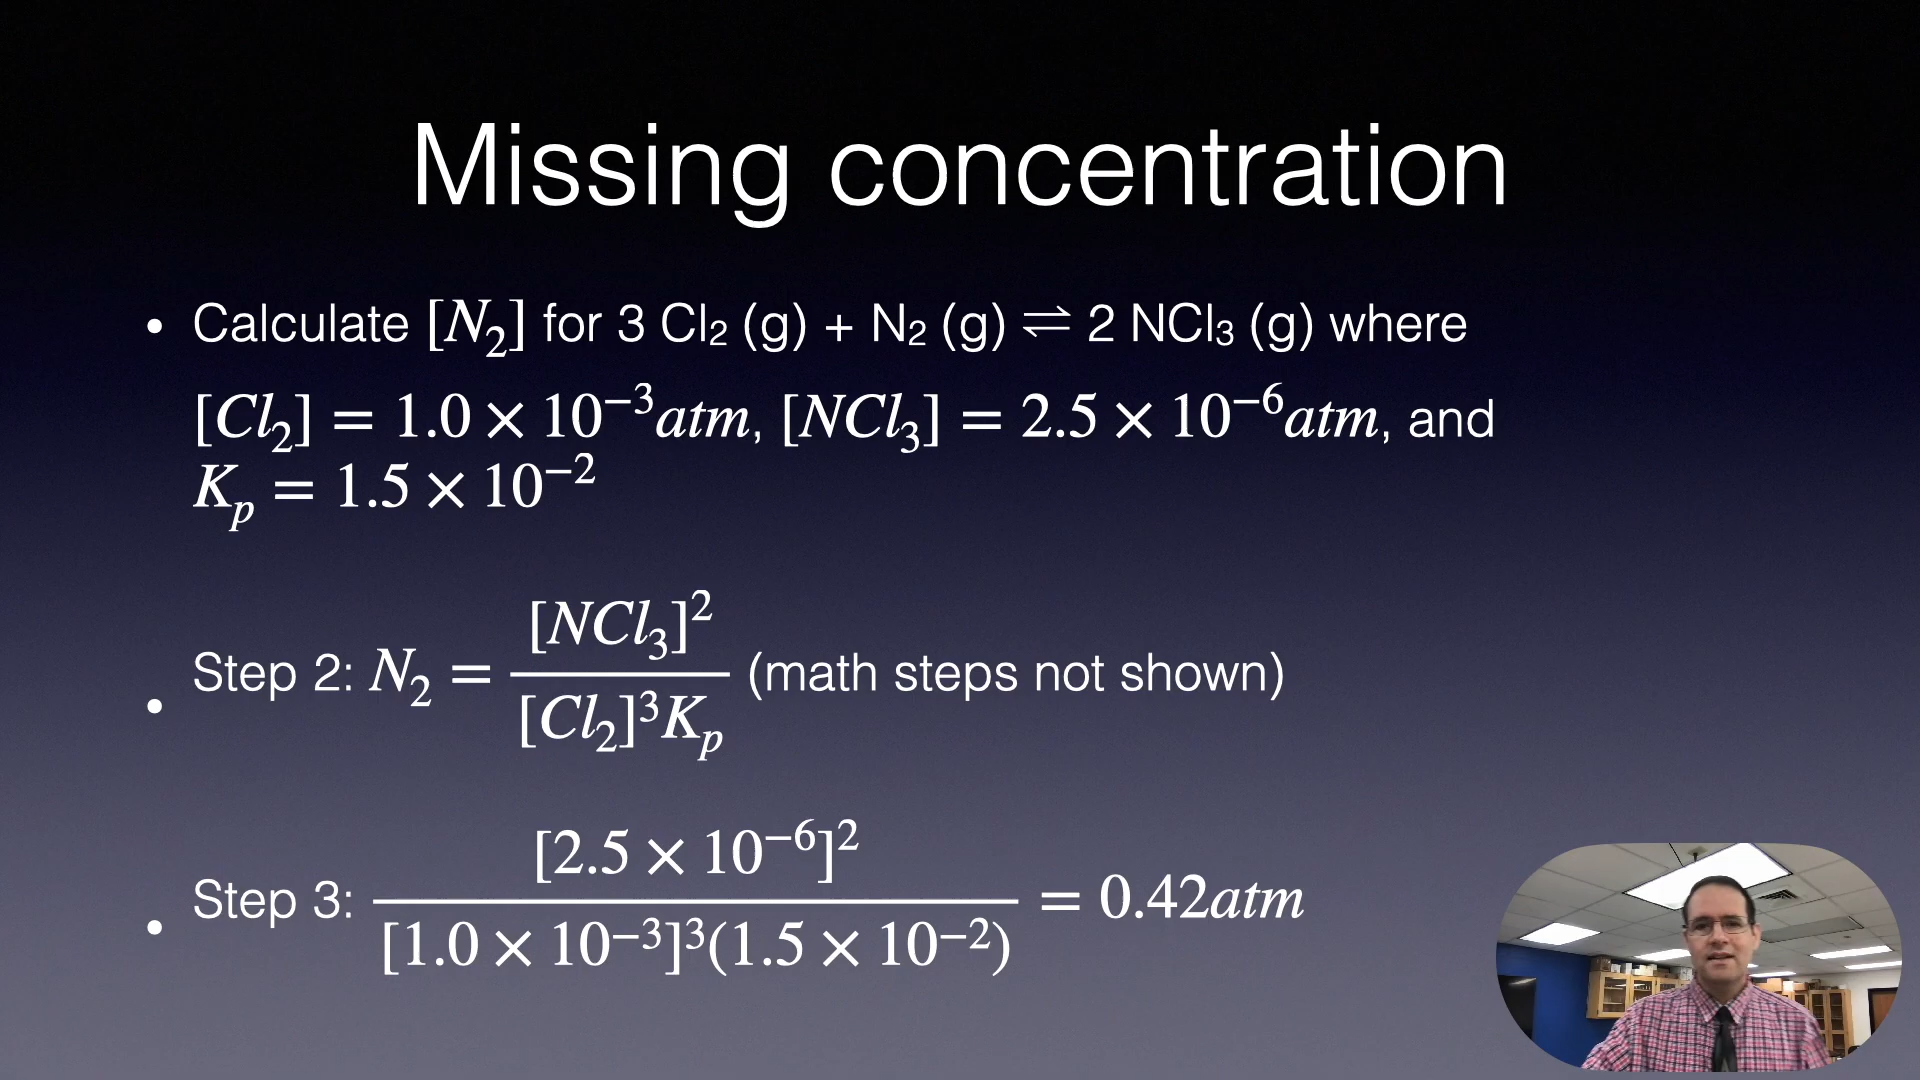 Missing concentration
• Calculate [N₂] for 3 Cl₂ (g) + N₂ (g) ⇌ 2 NCl₃ (g) where
[Cl₂] = 1.0 × 10⁻³atm, [NCl₃] = 2.5 × 10⁻⁶atm, and
Kₚ = 1.5 × 10⁻²
• Step 2: N₂ = [NCl₃]² / [Cl₂]³Kₚ (math steps not shown)
• Step 3: [2.5 × 10⁻⁶]² / [1.0 × 10⁻³]³(1.5 × 10⁻²) = 0.42atm